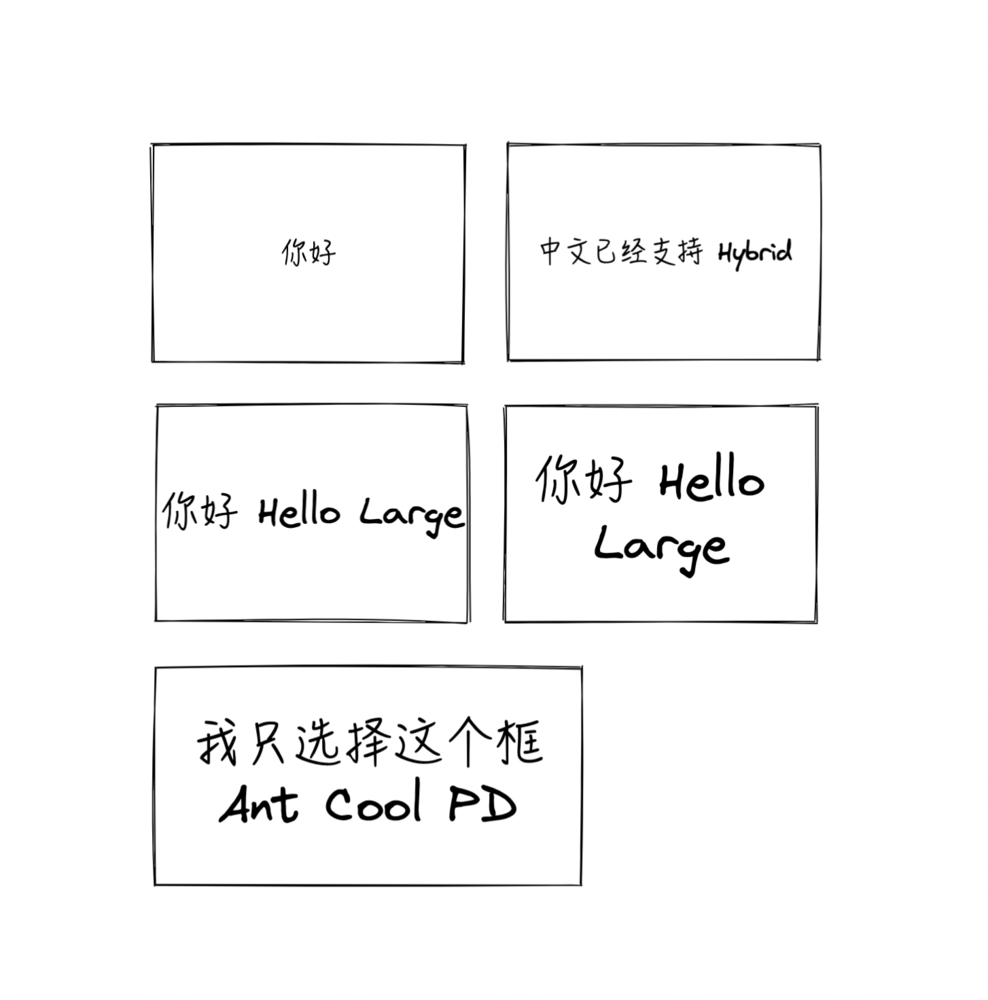 你好
中文已经支持 Hybrid
你好 Hello Large
你好 Hello
Large
我只选择这个框
Ant Cool PD